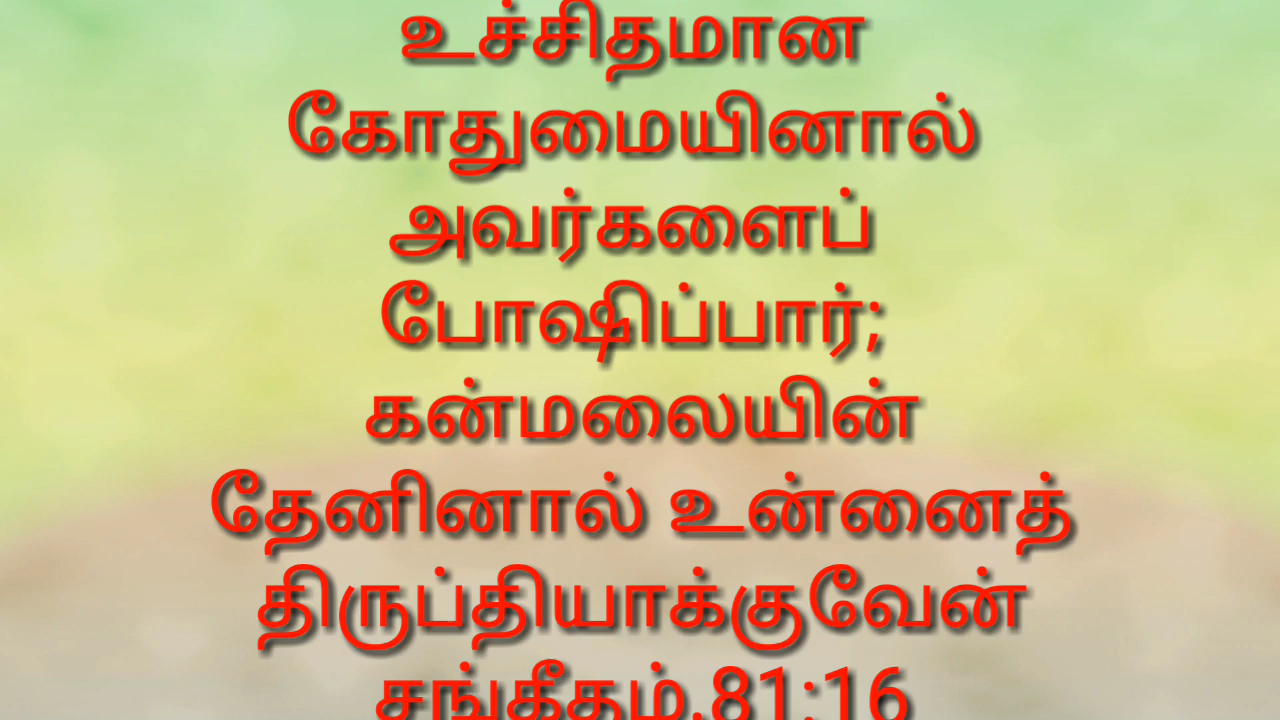 உச்சிதமான
கோதுமையினால்
அவர்களைப்
போஷிப்பார்;
கன்மலையின்
தேனினால் உன்னைத்
திருப்தியாக்குவேன்
சங்கீதம்.81:16